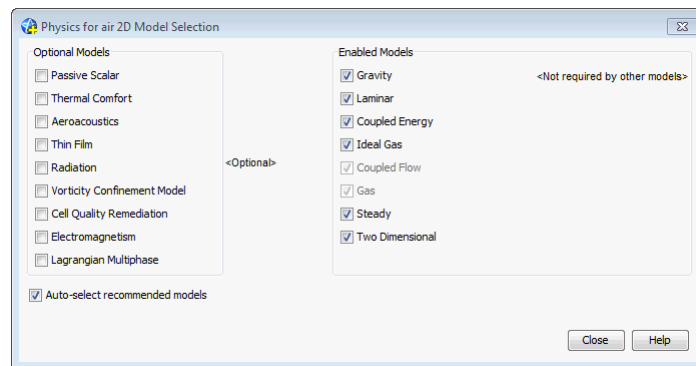 Physics for air 2D Model Selection
Optional Models
Passive Scalar
Thermal Comfort
Aeroacoustics
Thin Film
Radiation
Vorticity Confinement Model
Cell Quality Remediation
Electromagnetism
Lagrangian Multiphase
<Optional>
Enabled Models
Gravity
<Not required by other models>
Laminar
Coupled Energy
Ideal Gas
Coupled Flow
Gas
Steady
Two Dimensional
Auto-select recommended models
Close
Help